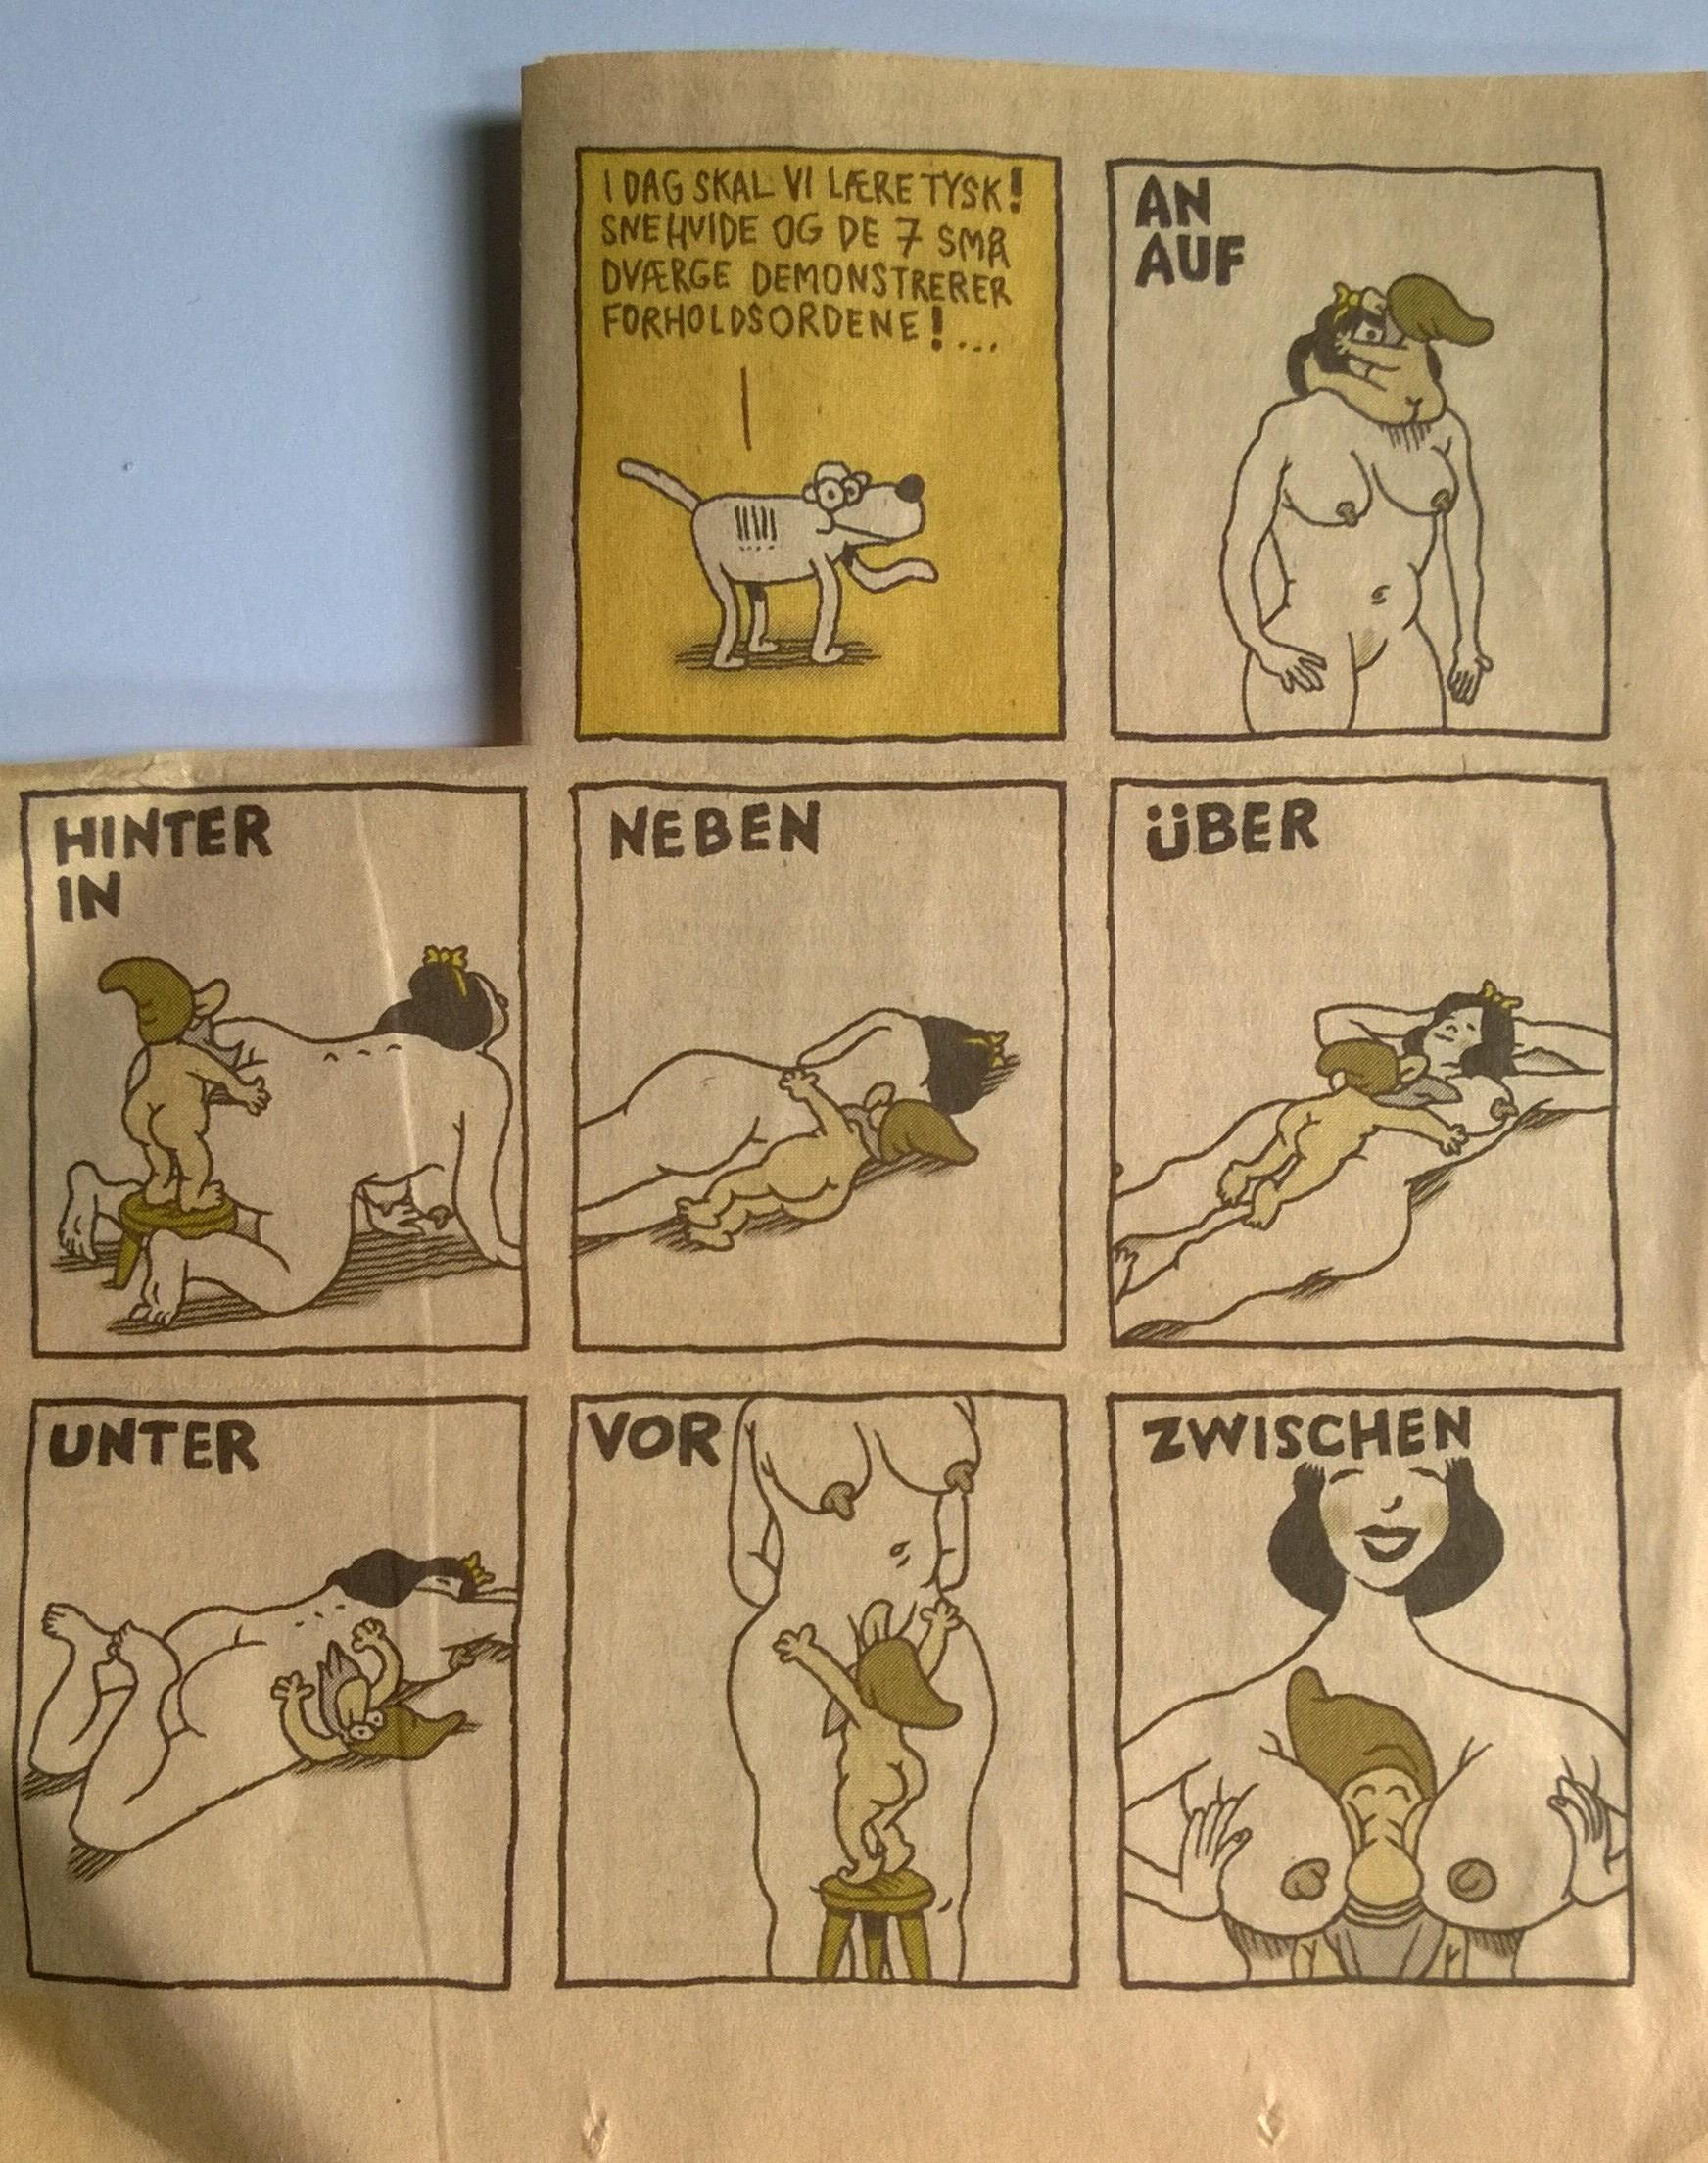 I DAG SKAL VI LÆRE TYSK!
SNEHVIDE OG DE 7 SMÅ
DVÆRGE DEMONSTRERER
FORHOLDSORDENE!...
AN
AUF
HINTER
IN
NEBEN
ÜBER
UNTER
VOR
ZWISCHEN